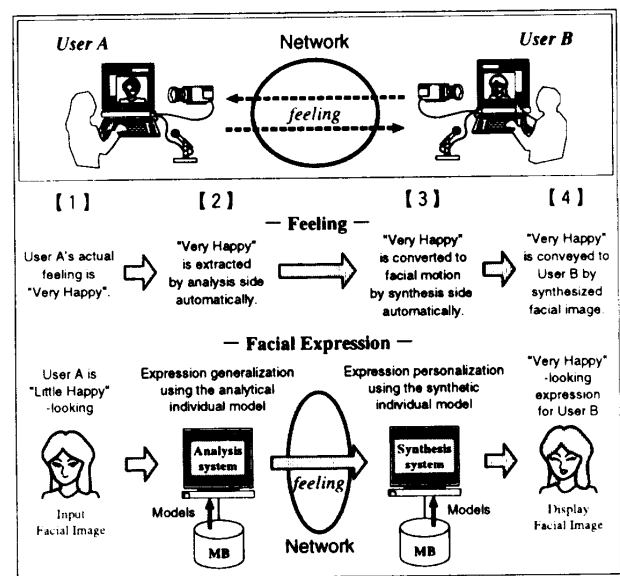 User A
Network
User B
feeling
【1】
【2】
【3】
【4】
— Feeling —
User A's actual
feeling is
"Very Happy".
"Very Happy"
is extracted
by analysis side
automatically.
"Very Happy"
is converted to
facial motion
by synthesis side
automatically.
"Very Happy"
is conveyed to
User B by
synthesized
facial image.
— Facial Expression —
User A is
"Little Happy"
-looking
Expression generalization
using the analytical
individual model
Expression personalization
using the synthetic
individual model
"Very Happy"
-looking
expression
for User B
Analysis
system
feeling
Synthesis
system
Input
Facial Image
Models
MB
Network
Models
MB
Display
Facial Image